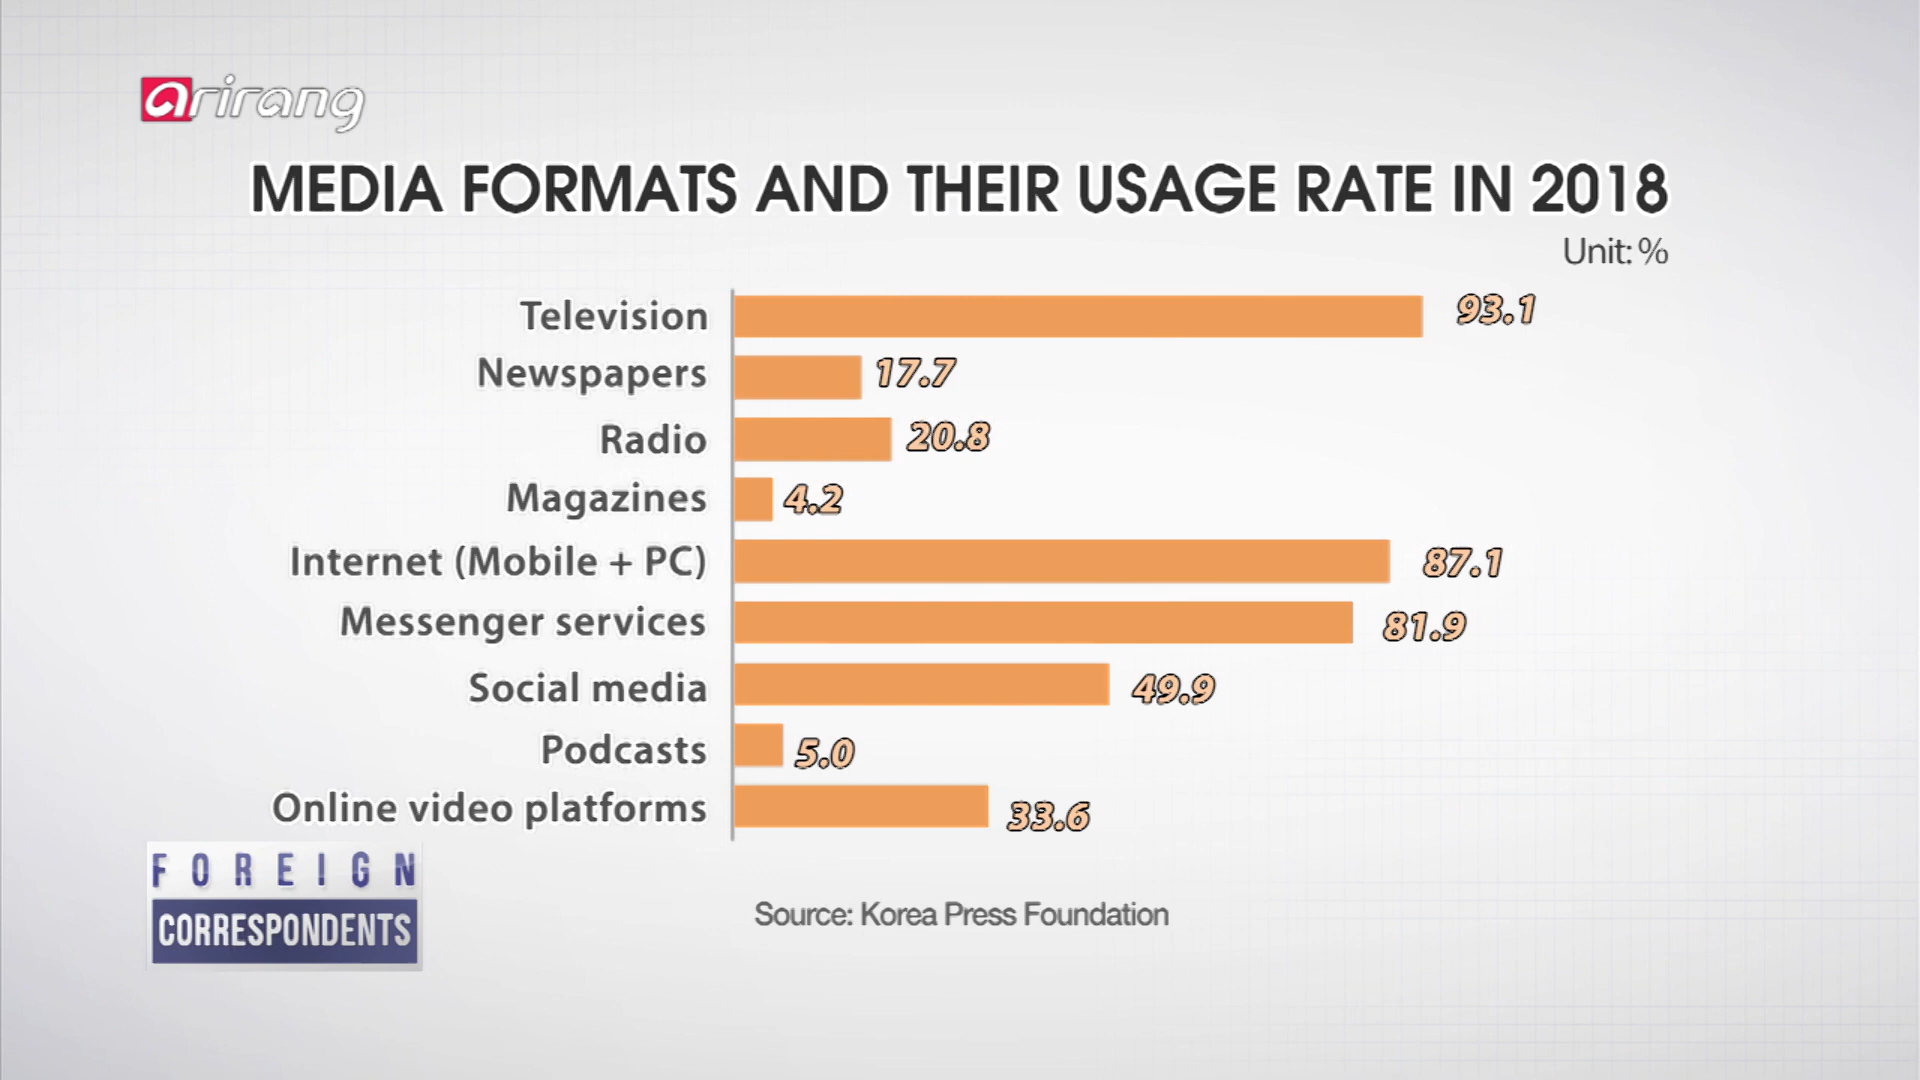 arirang
MEDIA FORMATS AND THEIR USAGE RATE IN 2018
Unit: %
Television 93.1
Newspapers 17.7
Radio 20.8
Magazines 4.2
Internet (Mobile + PC) 87.1
Messenger services 81.9
Social media 49.9
Podcasts 5.0
Online video platforms 33.6
FOREIGN
CORRESPONDENTS
Source: Korea Press Foundation